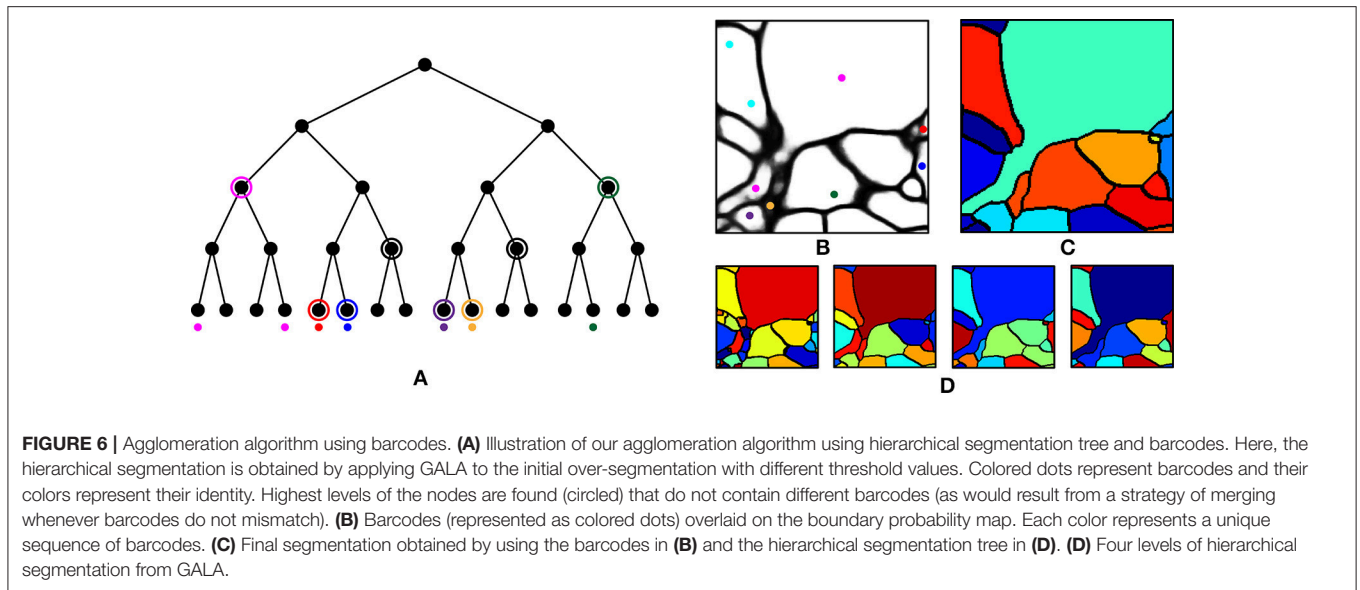 A
B
C
D
FIGURE 6 | Agglomeration algorithm using barcodes. (A) Illustration of our agglomeration algorithm using hierarchical segmentation tree and barcodes. Here, the
hierarchical segmentation is obtained by applying GALA to the initial over-segmentation with different threshold values. Colored dots represent barcodes and their
colors represent their identity. Highest levels of the nodes are found (circled) that do not contain different barcodes (as would result from a strategy of merging
whenever barcodes do not mismatch). (B) Barcodes (represented as colored dots) overlaid on the boundary probability map. Each color represents a unique
sequence of barcodes. (C) Final segmentation obtained by using the barcodes in (B) and the hierarchical segmentation tree in (D). (D) Four levels of hierarchical
segmentation from GALA.